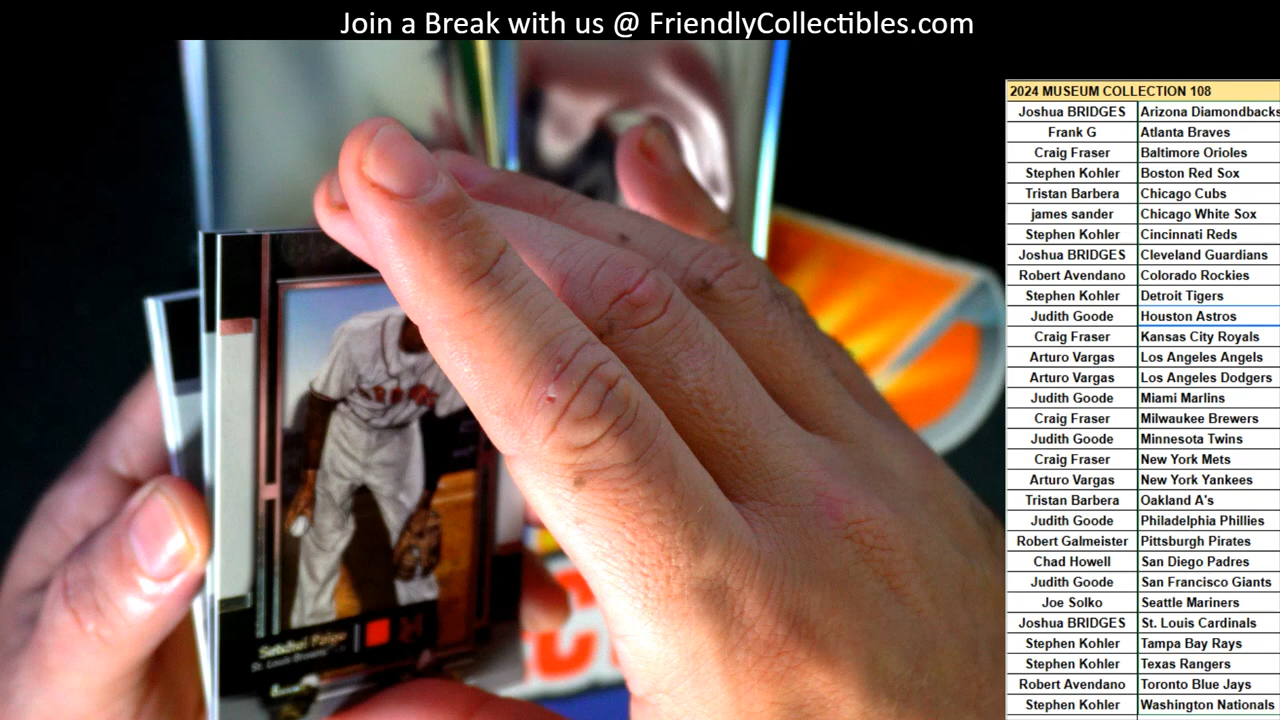 Join a Break with us @ FriendlyCollectibles.com
2024 MUSEUM COLLECTION 108
Joshua BRIDGES Arizona Diamondbacks
Frank G Atlanta Braves
Craig Fraser Baltimore Orioles
Stephen Kohler Boston Red Sox
Tristan Barbera Chicago Cubs
james sander Chicago White Sox
Stephen Kohler Cincinnati Reds
Joshua BRIDGES Cleveland Guardians
Robert Avendano Colorado Rockies
Stephen Kohler Detroit Tigers
Judith Goode Houston Astros
Craig Fraser Kansas City Royals
Arturo Vargas Los Angeles Angels
Arturo Vargas Los Angeles Dodgers
Judith Goode Miami Marlins
Craig Fraser Milwaukee Brewers
Judith Goode Minnesota Twins
Craig Fraser New York Mets
Arturo Vargas New York Yankees
Tristan Barbera Oakland A's
Judith Goode Philadelphia Phillies
Robert Galmeister Pittsburgh Pirates
Chad Howell San Diego Padres
Judith Goode San Francisco Giants
Joe Solko Seattle Mariners
Joshua BRIDGES St. Louis Cardinals
Stephen Kohler Tampa Bay Rays
Stephen Kohler Texas Rangers
Robert Avendano Toronto Blue Jays
Stephen Kohler Washington Nationals
Satchel Paige
St. Louis Browns